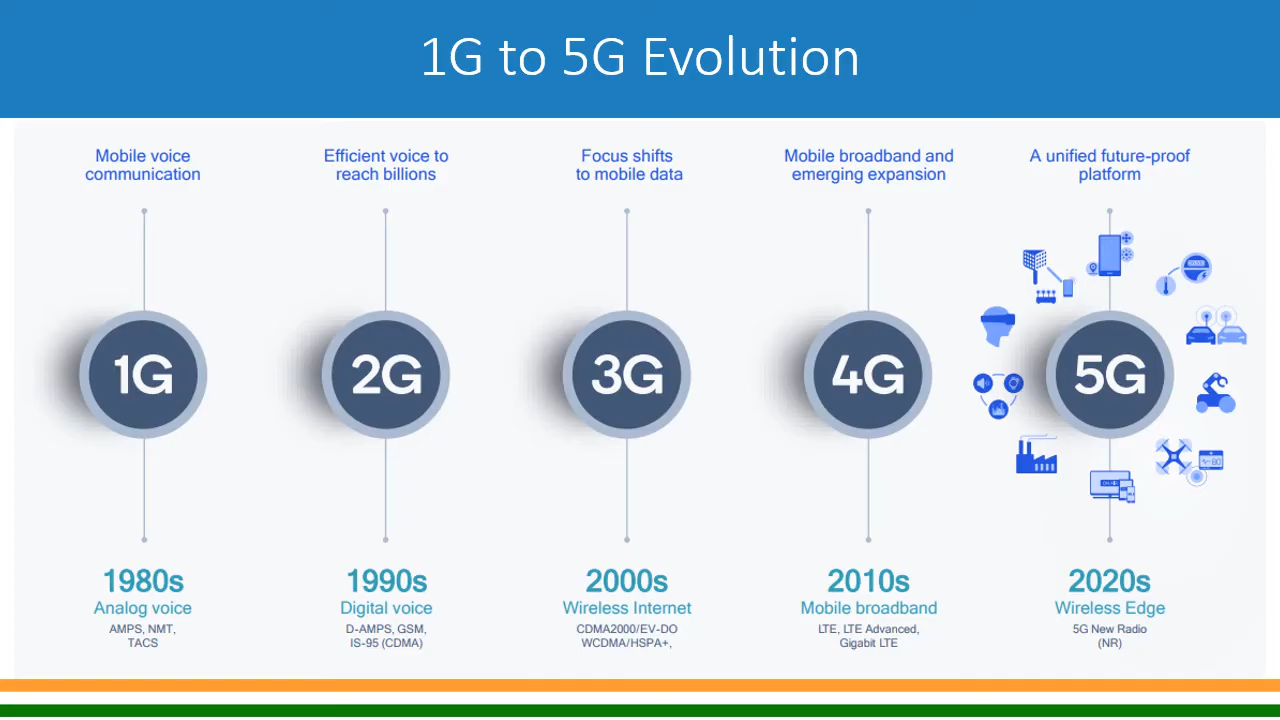 1G to 5G Evolution
Mobile voice
communication
Efficient voice to
reach billions
Focus shifts
to mobile data
Mobile broadband and
emerging expansion
A unified future-proof
platform
1G
2G
3G
4G
5G
1980s
Analog voice
AMPS, NMT,
TACS
1990s
Digital voice
D-AMPS, GSM,
IS-95 (CDMA)
2000s
Wireless Internet
CDMA2000/EV-DO
WCDMA/HSPA+,
2010s
Mobile broadband
LTE, LTE Advanced,
Gigabit LTE
2020s
Wireless Edge
5G New Radio
(NR)